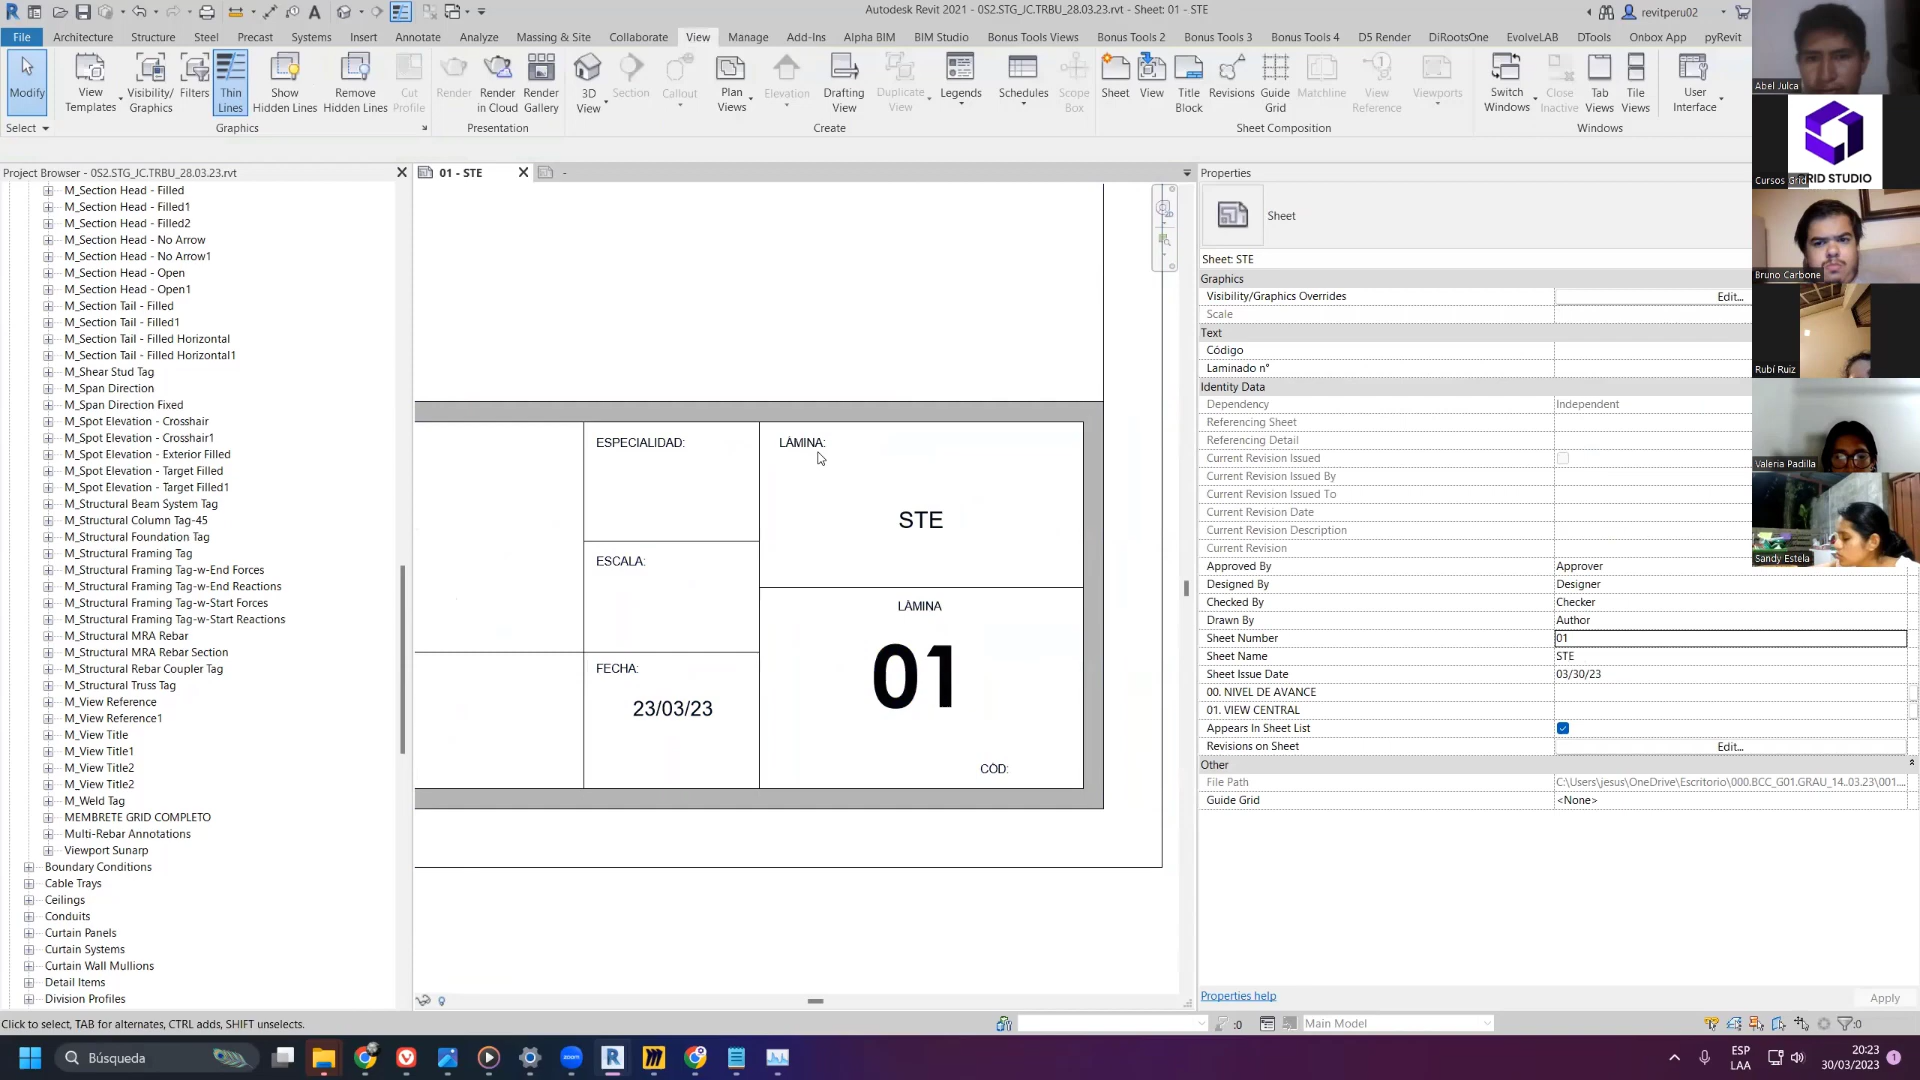 Autodesk Revit 2021 - 0S2.STG_JC.TRBU_28.03.23.rvt - Sheet: 01 - STE
revitperu02
File Architecture Structure Steel Precast Systems Insert Annotate Analyze Massing & Site Collaborate View Manage Add-Ins Alpha BIM BIM Studio Bonus Tools Views Bonus Tools 2 Bonus Tools 3 Bonus Tools 4 D5 Render DiRootsOne EvolveLAB DTools Onbox App pyRevit
Modify
View Templates
Visibility/ Graphics
Filters
Thin Lines
Show Hidden Lines
Remove Hidden Lines
Cut Profile
Render
Render in Cloud
Render Gallery
3D View
Section
Callout
Plan Views
Elevation
Drafting View
Duplicate View
Legends
Schedules
Scope Box
Sheet
View
Title Block
Revisions
Guide Grid
Matchline
View Reference
Viewports
Switch Windows
Close Inactive
Tab Views
Tile Views
User Interface
Select Graphics Presentation Create Sheet Composition Windows
Project Browser - 0S2.STG_JC.TRBU_28.03.23.rvt
M_Section Head - Filled
M_Section Head - Filled1
M_Section Head - Filled2
M_Section Head - No Arrow
M_Section Head - No Arrow1
M_Section Head - Open
M_Section Head - Open1
M_Section Tail - Filled
M_Section Tail - Filled1
M_Section Tail - Filled Horizontal
M_Section Tail - Filled Horizontal1
M_Shear Stud Tag
M_Span Direction
M_Span Direction Fixed
M_Spot Elevation - Crosshair
M_Spot Elevation - Crosshair1
M_Spot Elevation - Exterior Filled
M_Spot Elevation - Target Filled
M_Spot Elevation - Target Filled1
M_Structural Beam System Tag
M_Structural Column Tag-45
M_Structural Foundation Tag
M_Structural Framing Tag
M_Structural Framing Tag-w-End Forces
M_Structural Framing Tag-w-End Reactions
M_Structural Framing Tag-w-Start Forces
M_Structural Framing Tag-w-Start Reactions
M_Structural MRA Rebar
M_Structural MRA Rebar Section
M_Structural Rebar Coupler Tag
M_Structural Truss Tag
M_View Reference
M_View Reference1
M_View Title
M_View Title1
M_View Title2
M_View Title2
M_Weld Tag
MEMBRETE GRID COMPLETO
Multi-Rebar Annotations
Viewport Sunarp
Boundary Conditions
Cable Trays
Ceilings
Conduits
Curtain Panels
Curtain Systems
Curtain Wall Mullions
Detail Items
Division Profiles
01 - STE
-
ESPECIALIDAD:
LÀMINA:
STE
ESCALA:
LÀMINA
01
FECHA:
23/03/23
CÒD:
Properties
Sheet
Sheet: STE
Graphics
Visibility/Graphics Overrides Edit...
Scale
Text
Código
Laminado n°
Identity Data
Dependency Independent
Referencing Sheet
Referencing Detail
Current Revision Issued
Current Revision Issued By
Current Revision Issued To
Current Revision Date
Current Revision Description
Current Revision
Approved By Approver
Designed By Designer
Checked By Checker
Drawn By Author
Sheet Number 01
Sheet Name STE
Sheet Issue Date 03/30/23
00. NIVEL DE AVANCE
01. VIEW CENTRAL
Appears In Sheet List
Revisions on Sheet Edit...
Other
File Path C:\Users\jesus\OneDrive\Escritorio\000.BCC_G01.GRAU_14..03.23\001....
Guide Grid <None>
Properties help
Apply
Abel Julca
GRID STUDIO
Cursos Grid
Bruno Carbone
Rubí Ruiz
Valeria Padilla
Sandy Estela
Click to select, TAB for alternates, CTRL adds, SHIFT unselects.
:0
Main Model
:0
Búsqueda
ESP
LAA
20:23
30/03/2023
1